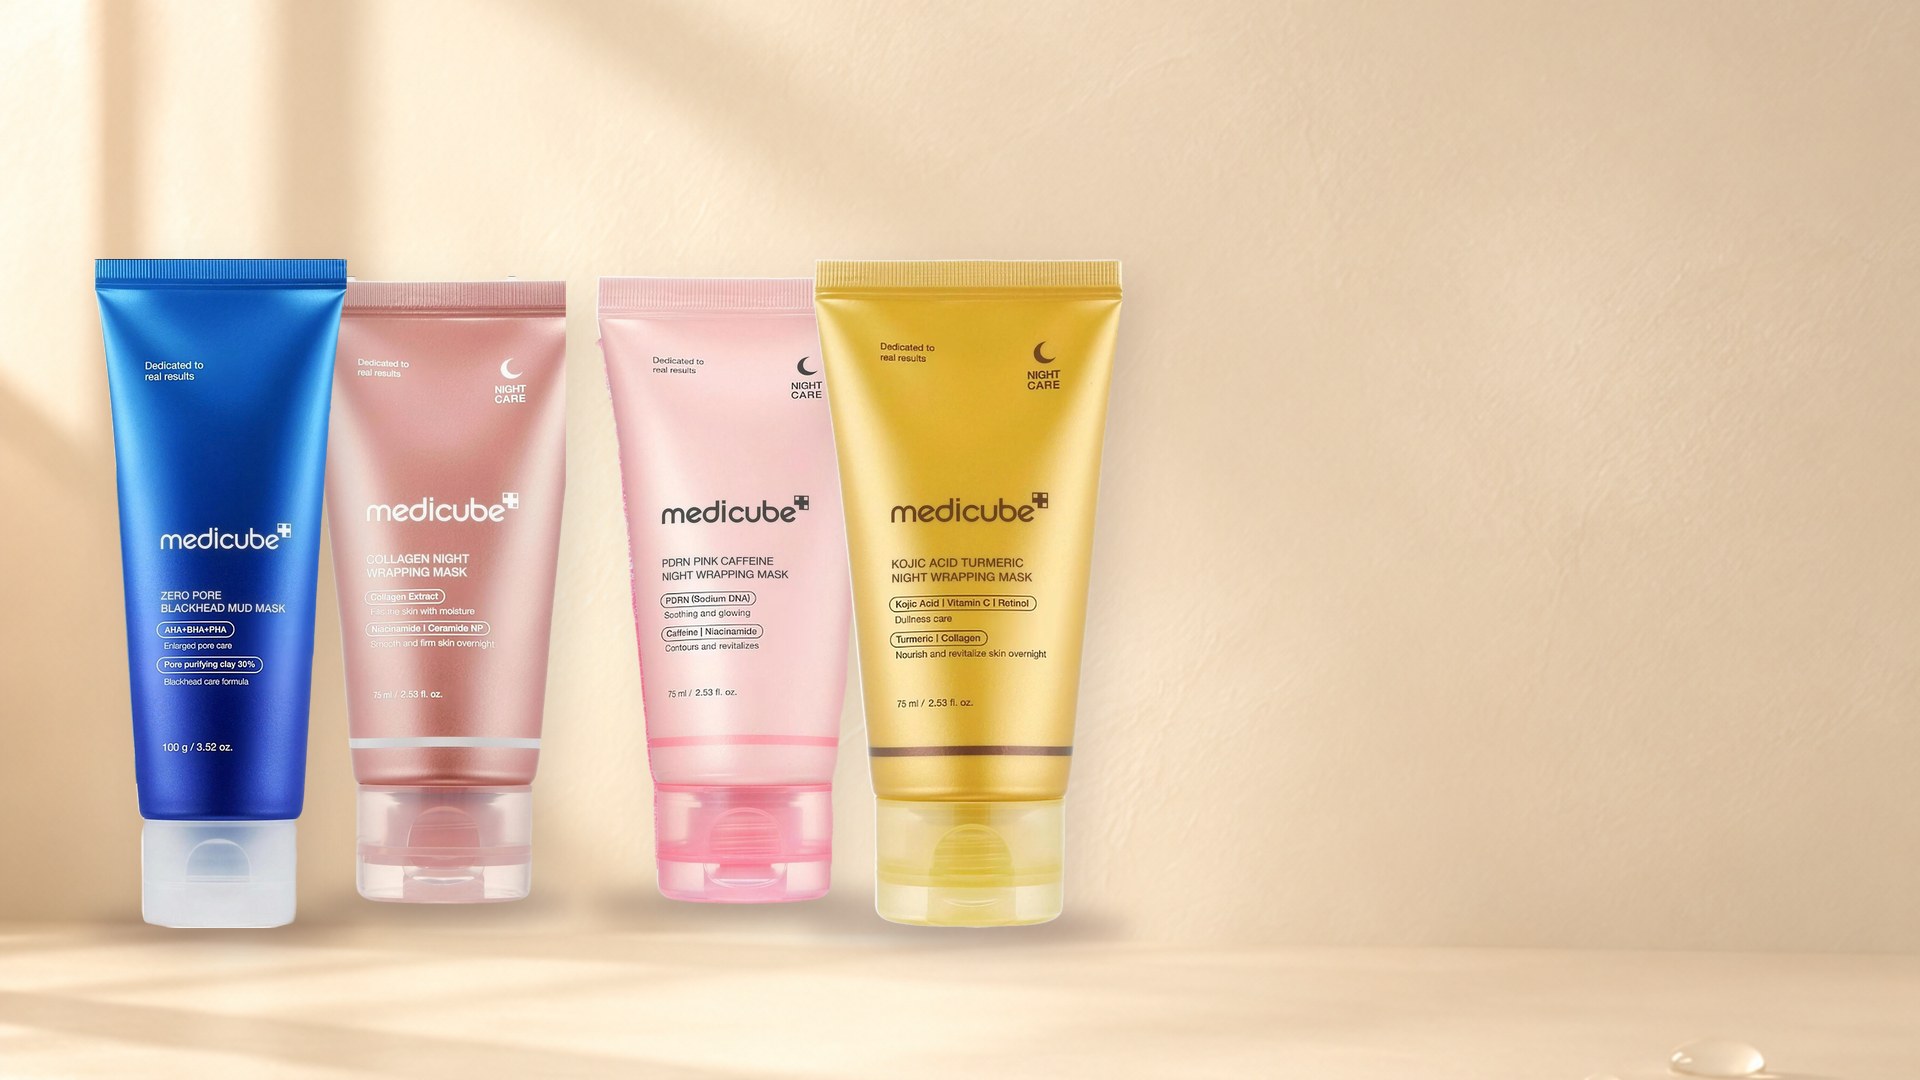 Dedicated to
real results
medicube
ZERO PORE
BLACKHEAD MUD MASK
AHA+BHA+PHA
Enlarged pore care
Pore purifying clay 30%
Blackhead care formula
100 g / 3.52 oz.
Dedicated to
real results
NIGHT
CARE
medicube
COLLAGEN NIGHT
WRAPPING MASK
Collagen Extract
skin with moisture
Niacinamide | Ceramide NP
Smooth and firm skin overnight
75 ml / 2.53 fl. oz.
Dedicated to
real results
NIGHT
CARE
medicube
PDRN PINK CAFFEINE
NIGHT WRAPPING MASK
PDRN (Sodium DNA)
Soothing and glowing
Caffeine | Niacinamide
Contours and revitalizes
75 ml / 2.53 fl. oz.
Dedicated to
real results
NIGHT
CARE
medicube
KOJIC ACID TURMERIC
NIGHT WRAPPING MASK
Kojic Acid | Vitamin C | Retinol
Dullness care
Turmeric | Collagen
Nourish and revitalize skin overnight
75 ml / 2.53 fl. oz.